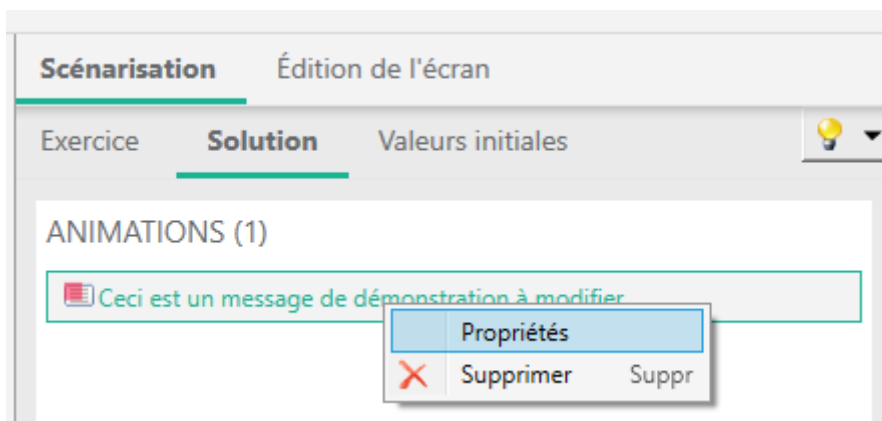 Scénarisation Édition de l'écran
Exercice Solution Valeurs initiales
ANIMATIONS (1)
Ceci est un message de démonstration à modifier
Propriétés
Supprimer Suppr